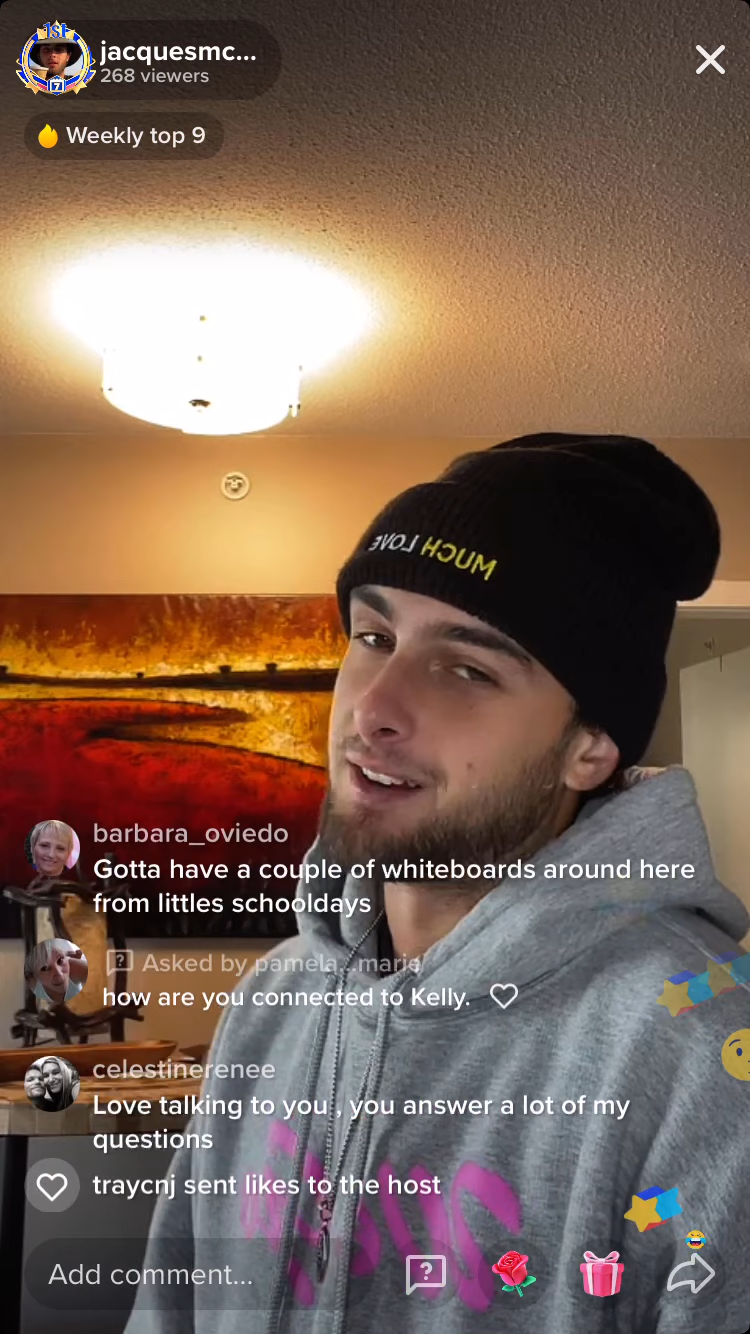 1ST
7
jacquesmc...
268 viewers
Weekly top 9
MUCH LOVE
barbara_oviedo
Gotta have a couple of whiteboards around here
from littles schooldays
Asked by pamela...marie
how are you connected to Kelly.
celestinerenee
Love talking to you , you answer a lot of my
questions
traycnj sent likes to the host
Add comment...